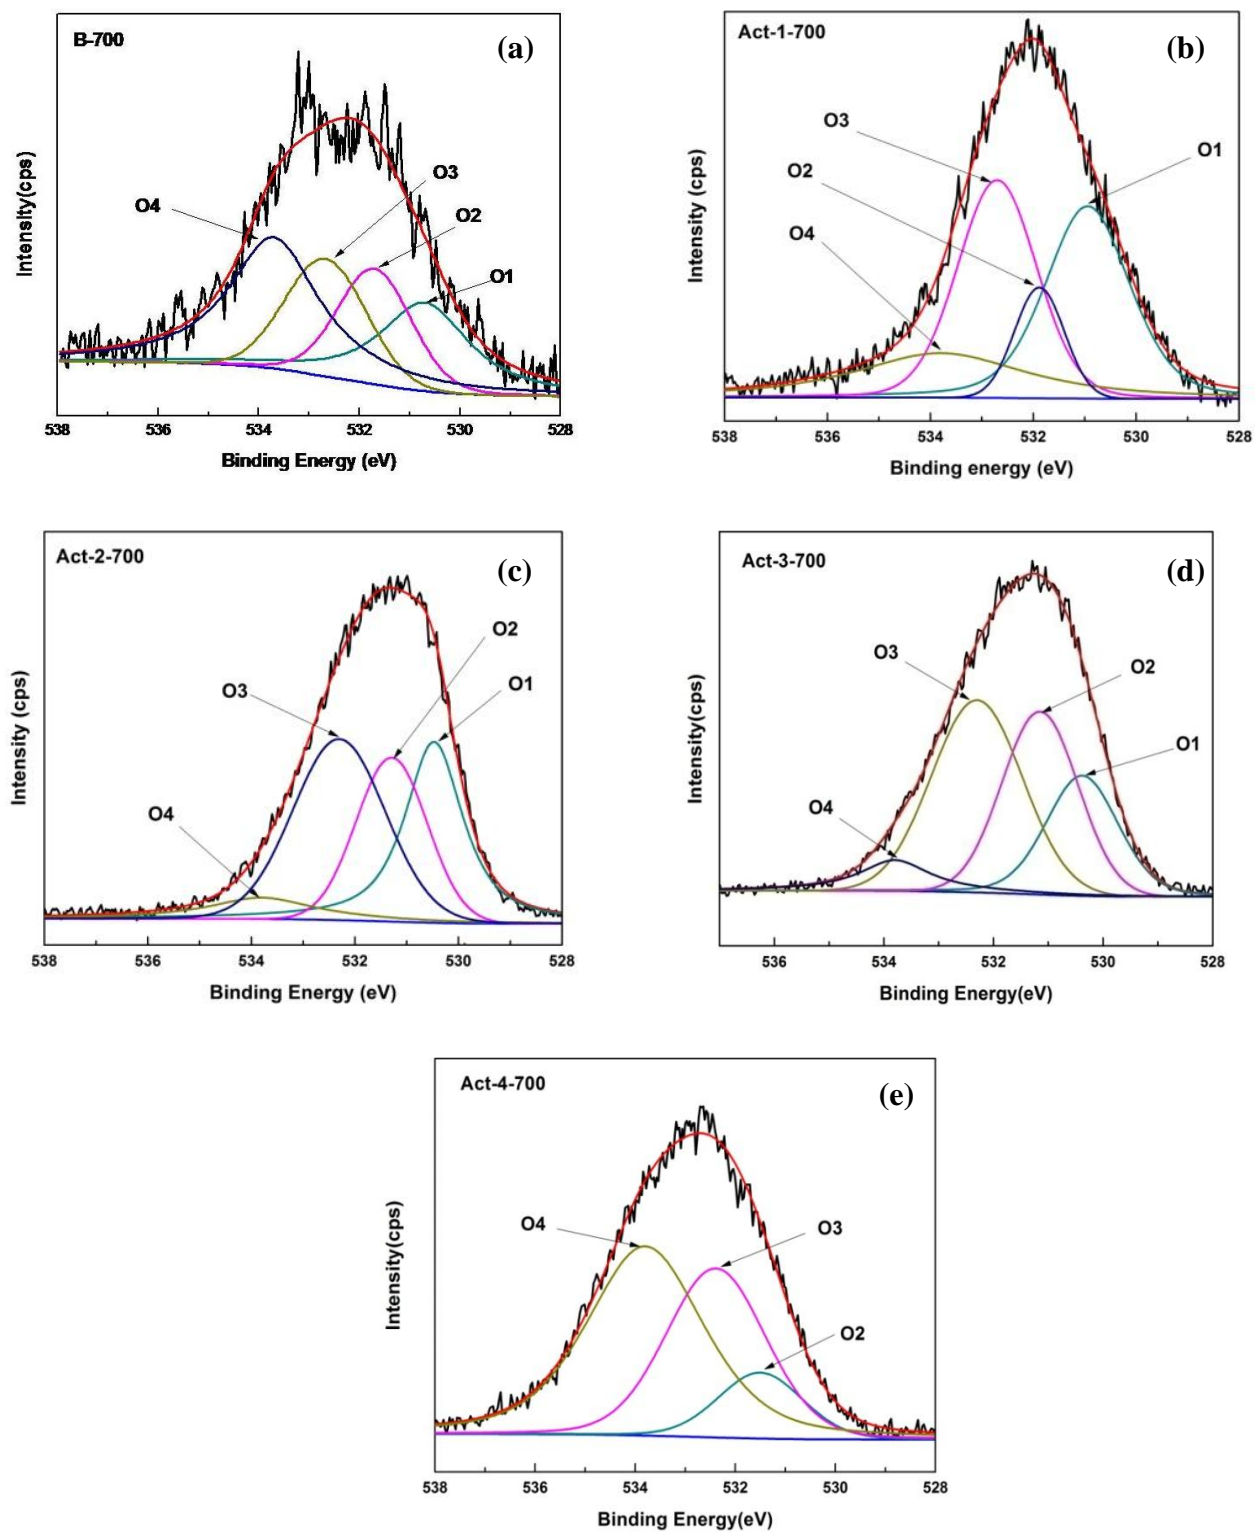 B-700
(a)
O4
O3
O2
O1
Intensity(cps)
538 536 534 532 530 528
Binding Energy (eV)
Act-1-700
(b)
O3
O2
O4
O1
Intensity (cps)
538 536 534 532 530 528
Binding energy (eV)
Act-2-700
(c)
O2
O1
O3
O4
Intensity (cps)
538 536 534 532 530 528
Binding Energy (eV)
Act-3-700
(d)
O3
O2
O1
O4
Intensity(cps)
536 534 532 530 528
Binding Energy(eV)
Act-4-700
(e)
O4
O3
O2
Intensity(cps)
538 536 534 532 530 528
Binding Energy(eV)